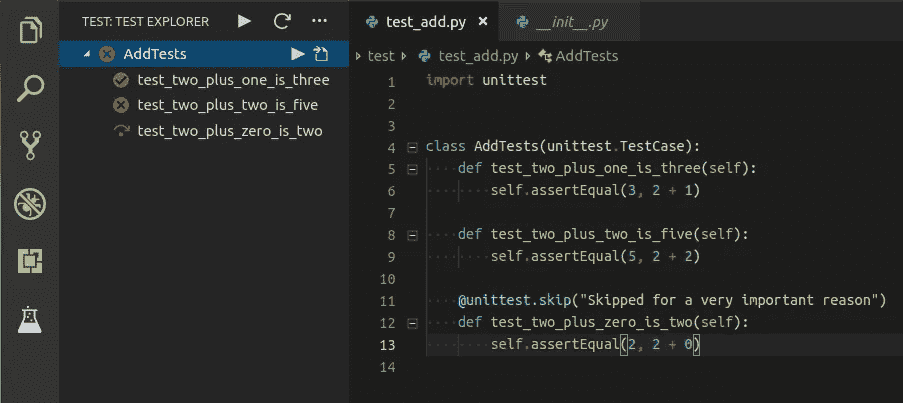 TEST: TEST EXPLORER
AddTests
test_two_plus_one_is_three
test_two_plus_two_is_five
test_two_plus_zero_is_two
test_add.py
__init__.py
test
test_add.py
AddTests
1 import unittest
2
3
4 class AddTests(unittest.TestCase):
5 def test_two_plus_one_is_three(self):
6 self.assertEqual(3, 2 + 1)
7
8 def test_two_plus_two_is_five(self):
9 self.assertEqual(5, 2 + 2)
10
11 @unittest.skip("Skipped for a very important reason")
12 def test_two_plus_zero_is_two(self):
13 self.assertEqual(2, 2 + 0)
14